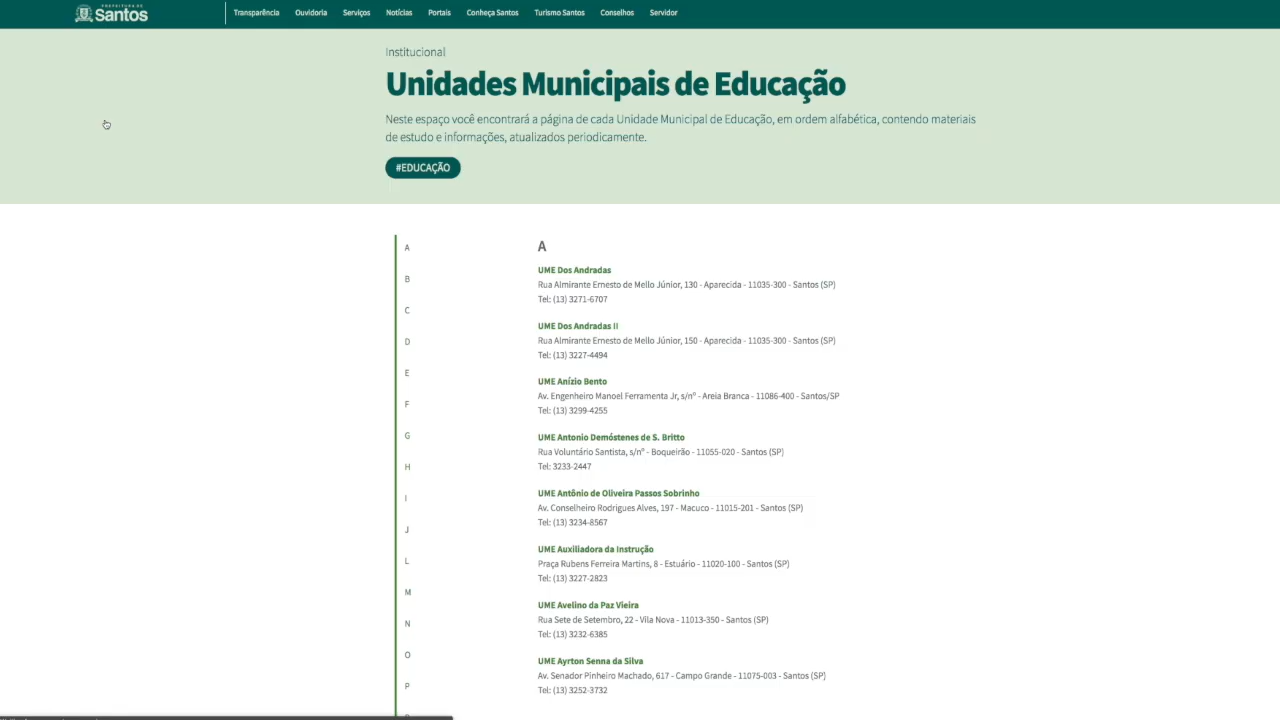 PREFEITURA DE
Santos
Transparência
Ouvidoria
Serviços
Notícias
Portais
Conheça Santos
Turismo Santos
Conselhos
Servidor
Institucional
Unidades Municipais de Educação
Neste espaço você encontrará a página de cada Unidade Municipal de Educação, em ordem alfabética, contendo materiais
de estudo e informações, atualizados periodicamente.
#EDUCAÇÃO
A
B
C
D
E
F
G
H
I
J
L
M
N
O
P
A
UME Dos Andradas
Rua Almirante Ernesto de Mello Júnior, 130 - Aparecida - 11035-300 - Santos (SP)
Tel: (13) 3271-6707
UME Dos Andradas II
Rua Almirante Ernesto de Mello Júnior, 150 - Aparecida - 11035-300 - Santos (SP)
Tel: (13) 3227-4494
UME Anízio Bento
Av. Engenheiro Manoel Ferramenta Jr, s/nº - Areia Branca - 11086-400 - Santos/SP
Tel: (13) 3299-4255
UME Antonio Demóstenes de S. Britto
Rua Voluntário Santista, s/nº - Boqueirão - 11055-020 - Santos (SP)
Tel: 3233-2447
UME Antônio de Oliveira Passos Sobrinho
Av. Conselheiro Rodrigues Alves, 197 - Macuco - 11015-201 - Santos (SP)
Tel: (13) 3234-8567
UME Auxiliadora da Instrução
Praça Rubens Ferreira Martins, 8 - Estuário - 11020-100 - Santos (SP)
Tel: (13) 3227-2823
UME Avelino da Paz Vieira
Rua Sete de Setembro, 22 - Vila Nova - 11013-350 - Santos (SP)
Tel: (13) 3232-6385
UME Ayrton Senna da Silva
Av. Senador Pinheiro Machado, 617 - Campo Grande - 11075-003 - Santos (SP)
Tel: (13) 3252-3732